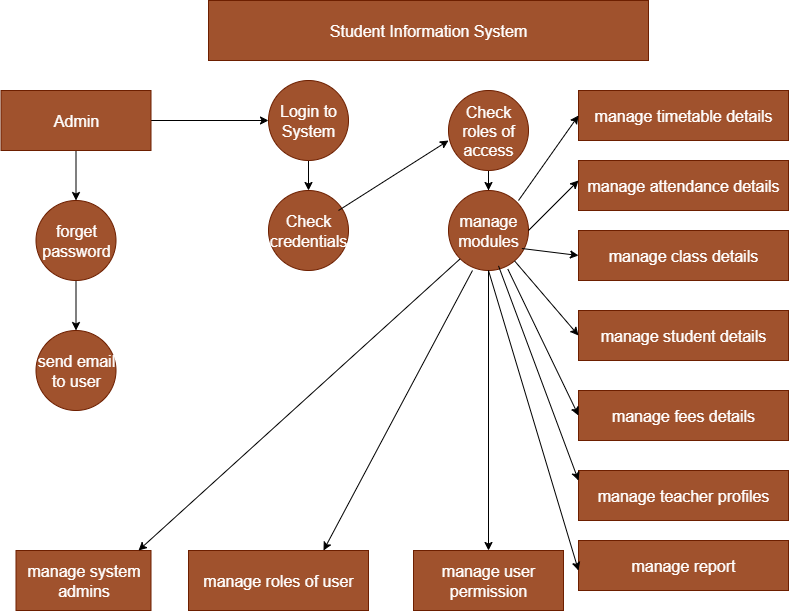 Student Information System
Admin
Login to
System
Check
roles of
access
manage timetable details
manage attendance details
forget
password
Check
credentials
manage
modules
manage class details
manage student details
send email
to user
manage fees details
manage teacher profiles
manage system
admins
manage roles of user
manage user
permission
manage report